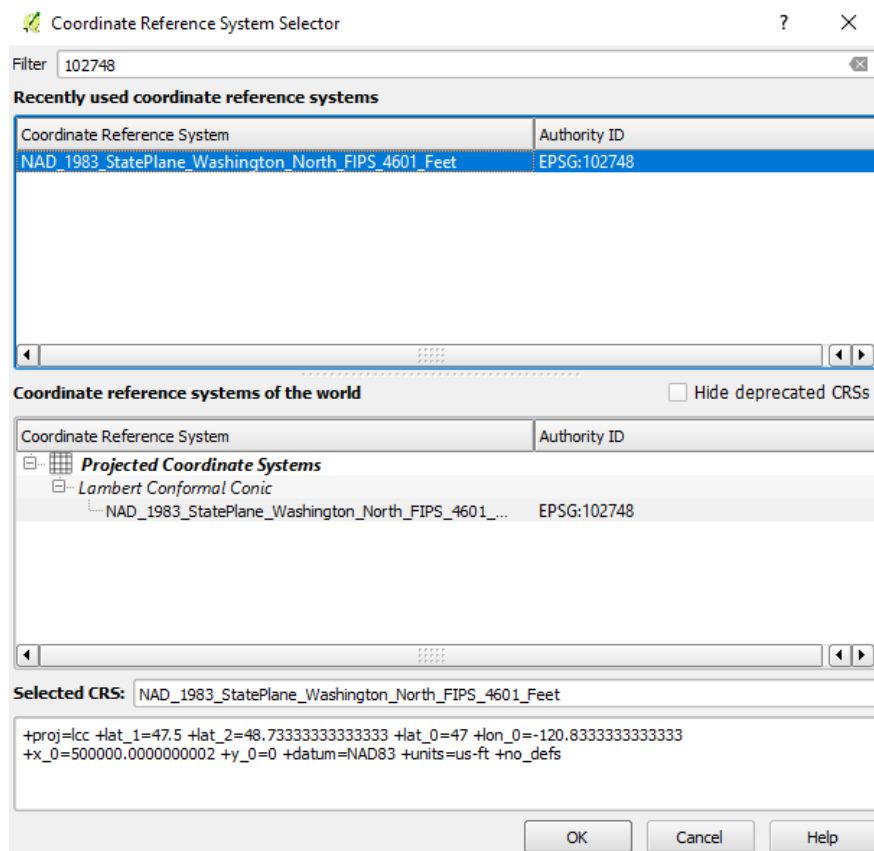 Coordinate Reference System Selector ? ×
Filter 102748
Recently used coordinate reference systems
Coordinate Reference System Authority ID
NAD_1983_StatePlane_Washington_North_FIPS_4601_Feet EPSG:102748
Coordinate reference systems of the world Hide deprecated CRSs
Coordinate Reference System Authority ID
Projected Coordinate Systems
Lambert Conformal Conic
NAD_1983_StatePlane_Washington_North_FIPS_4601_... EPSG:102748
Selected CRS: NAD_1983_StatePlane_Washington_North_FIPS_4601_Feet
+proj=lcc +lat_1=47.5 +lat_2=48.73333333333333 +lat_0=47 +lon_0=-120.8333333333333
+x_0=500000.0000000002 +y_0=0 +datum=NAD83 +units=us-ft +no_defs
OK Cancel Help